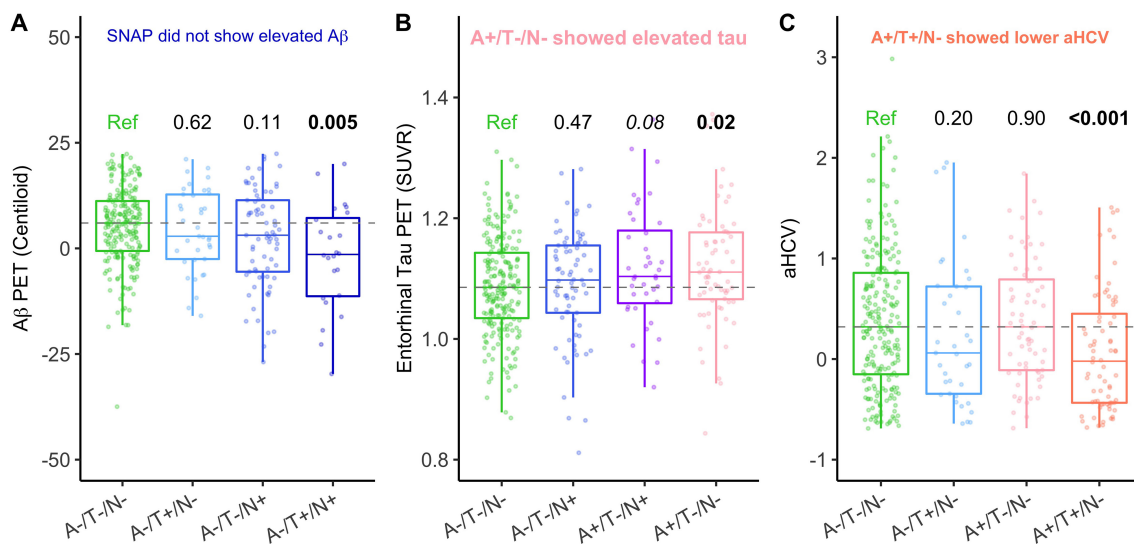 A
SNAP did not show elevated Aβ
50
25
0
-25
-50
Aβ PET (Centiloid)
Ref 0.62 0.11 0.005
A-/T-/N- A-/T+/N- A-/T-/N+ A-/T+/N+
B
A+/T-/N- showed elevated tau
1.4
1.2
1.0
0.8
Entorhinal Tau PET (SUVR)
Ref 0.47 0.08 0.02
A-/T-/N- A-/T-/N+ A+/T-/N+ A+/T-/N-
C
A+/T+/N- showed lower aHCV
3
2
1
0
-1
aHCV
Ref 0.20 0.90 <0.001
A-/T-/N- A-/T+/N- A+/T-/N- A+/T+/N-